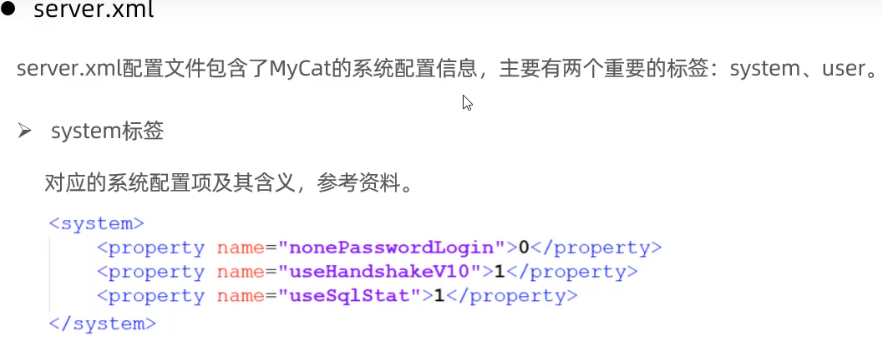 ● server.xml
server.xml配置文件包含了MyCat的系统配置信息，主要有两个重要的标签：system、user。
➢ system标签
对应的系统配置项及其含义，参考资料。
<system>
<property name="nonePasswordLogin">0</property>
<property name="useHandshakeV10">1</property>
<property name="useSqlStat">1</property>
</system>